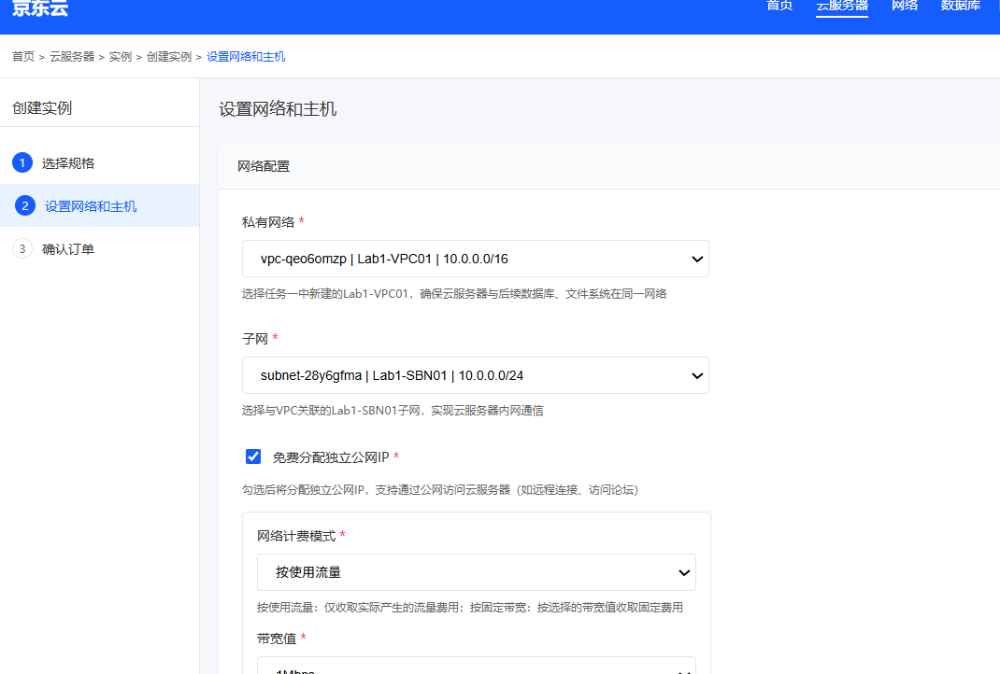 京东云
首页 云服务器 网络 数据库
首页 > 云服务器 > 实例 > 创建实例 > 设置网络和主机
创建实例
1 选择规格
2 设置网络和主机
3 确认订单
设置网络和主机
网络配置
私有网络 *
vpc-qeo6omzp | Lab1-VPC01 | 10.0.0.0/16
选择任务一中新建的Lab1-VPC01，确保云服务器与后续数据库、文件系统在同一网络
子网 *
subnet-28y6gfma | Lab1-SBN01 | 10.0.0.0/24
选择与VPC关联的Lab1-SBN01子网，实现云服务器内网通信
免费分配独立公网IP *
勾选后将分配独立公网IP，支持通过公网访问云服务器（如远程连接、访问论坛）
网络计费模式 *
按使用流量
按使用流量：仅收取实际产生的流量费用；按固定带宽：按选择的带宽值收取固定费用
带宽值 *
1Mbps